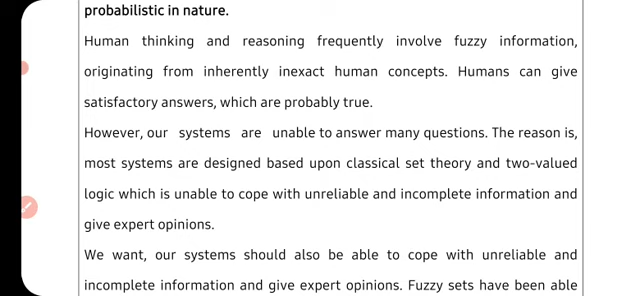 probabilistic in nature.
Human thinking and reasoning frequently involve fuzzy information,
originating from inherently inexact human concepts. Humans can give
satisfactory answers, which are probably true.
However, our systems are unable to answer many questions. The reason is,
most systems are designed based upon classical set theory and two-valued
logic which is unable to cope with unreliable and incomplete information and
give expert opinions.
We want, our systems should also be able to cope with unreliable and
incomplete information and give expert opinions. Fuzzy sets have been able